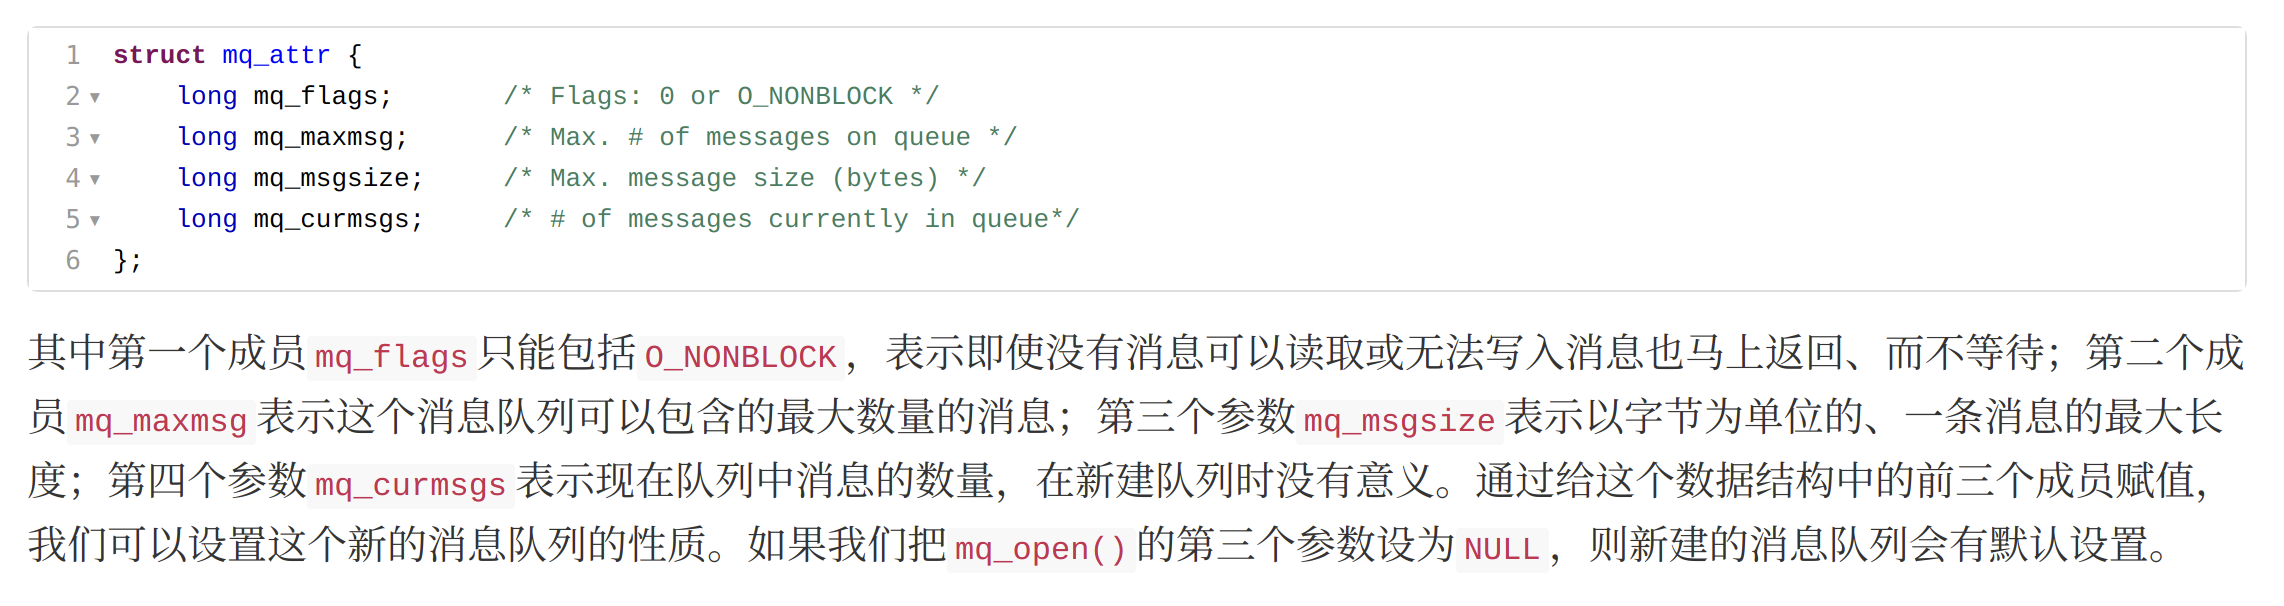 1 struct mq_attr {
2 long mq_flags; /* Flags: 0 or O_NONBLOCK */
3 long mq_maxmsg; /* Max. # of messages on queue */
4 long mq_msgsize; /* Max. message size (bytes) */
5 long mq_curmsgs; /* # of messages currently in queue*/
6 };
其中第一个成员mq_flags只能包括O_NONBLOCK，表示即使没有消息可以读取或无法写入消息也马上返回、而不等待；第二个成
员mq_maxmsg表示这个消息队列可以包含的最大数量的消息；第三个参数mq_msgsize表示以字节为单位的、一条消息的最大长
度；第四个参数mq_curmsgs表示现在队列中消息的数量，在新建队列时没有意义。通过给这个数据结构中的前三个成员赋值，
我们可以设置这个新的消息队列的性质。如果我们把mq_open()的第三个参数设为NULL，则新建的消息队列会有默认设置。